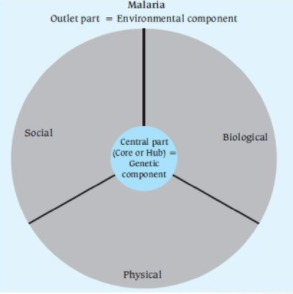 Malaria
Outlet part = Environmental component
Social
Biological
Central part
(Core or Hub) =
Genetic
component
Physical